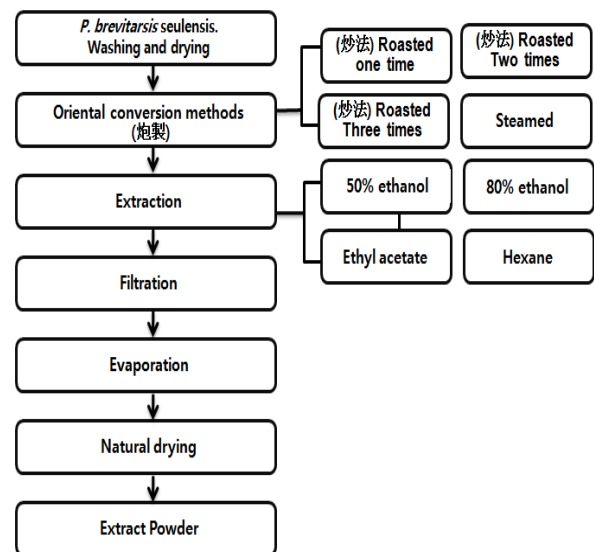 P. brevitarsis seulensis.
Washing and drying
Oriental conversion methods
(炮製)
(炒法) Roasted
one time
(炒法) Roasted
Two times
(炒法) Roasted
Three times
Steamed
Extraction
50% ethanol
80% ethanol
Ethyl acetate
Hexane
Filtration
Evaporation
Natural drying
Extract Powder